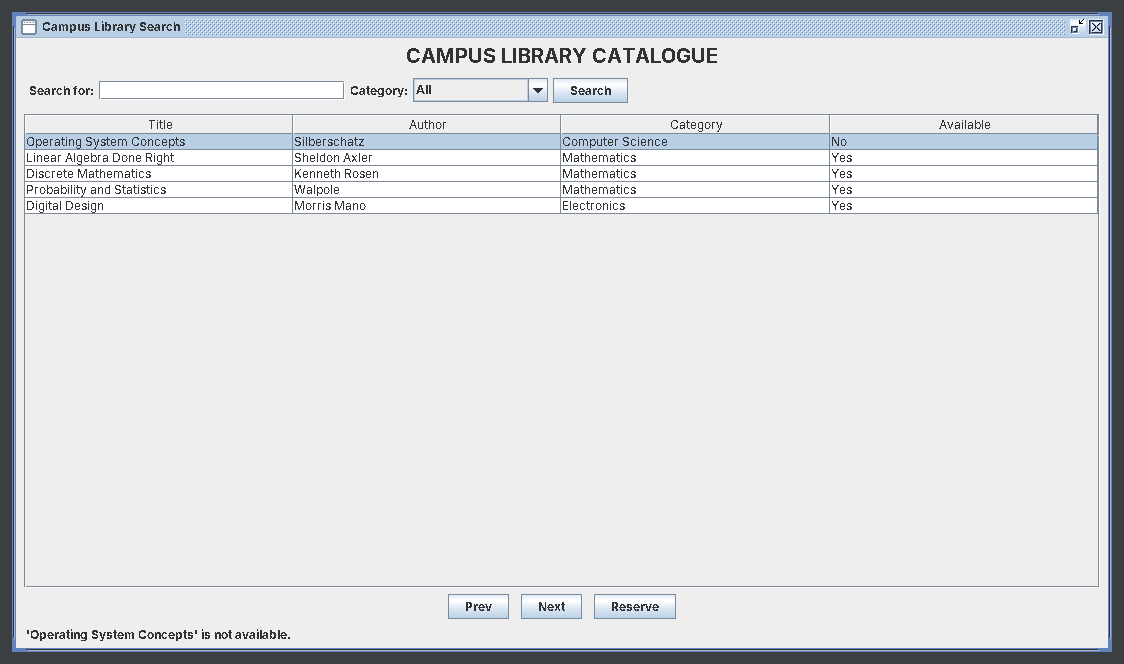 Campus Library Search
CAMPUS LIBRARY CATALOGUE
Search for: Category: All Search
Title Author Category Available
Operating System Concepts Silberschatz Computer Science No
Linear Algebra Done Right Sheldon Axler Mathematics Yes
Discrete Mathematics Kenneth Rosen Mathematics Yes
Probability and Statistics Walpole Mathematics Yes
Digital Design Morris Mano Electronics Yes
Prev Next Reserve
'Operating System Concepts' is not available.